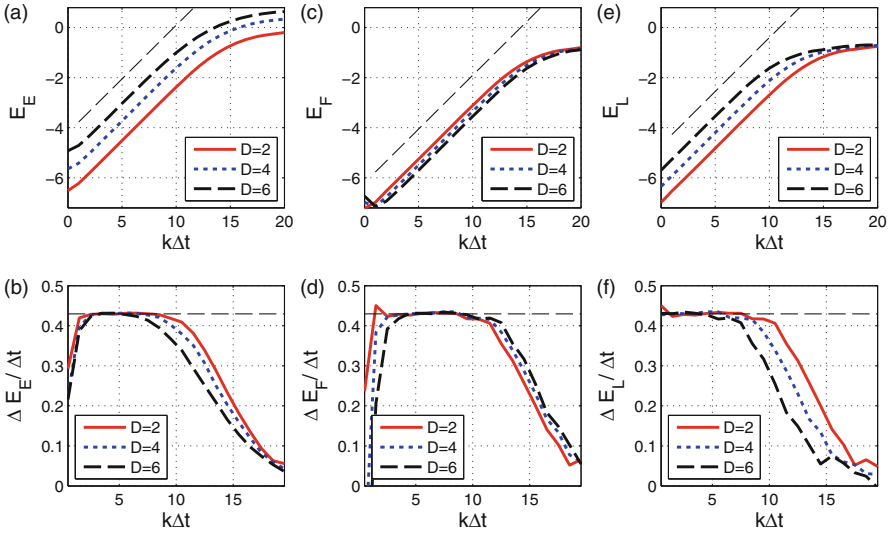 (a)
E_E
0
−2
−4
−6
0 5 10 15 20
kΔt
D=2
D=4
D=6
(c)
E_F
0
−2
−4
−6
0 5 10 15 20
kΔt
D=2
D=4
D=6
(e)
E_L
0
−2
−4
−6
0 5 10 15 20
kΔt
D=2
D=4
D=6
(b)
Δ E_E/ Δt
0.5
0.4
0.3
0.2
0.1
0
5 10 15
kΔt
D=2
D=4
D=6
(d)
Δ E_F/ Δt
0.5
0.4
0.3
0.2
0.1
0
5 10 15
kΔt
D=2
D=4
D=6
(f)
Δ E_L/ Δt
0.5
0.4
0.3
0.2
0.1
0
5 10 15
kΔt
D=2
D=4
D=6